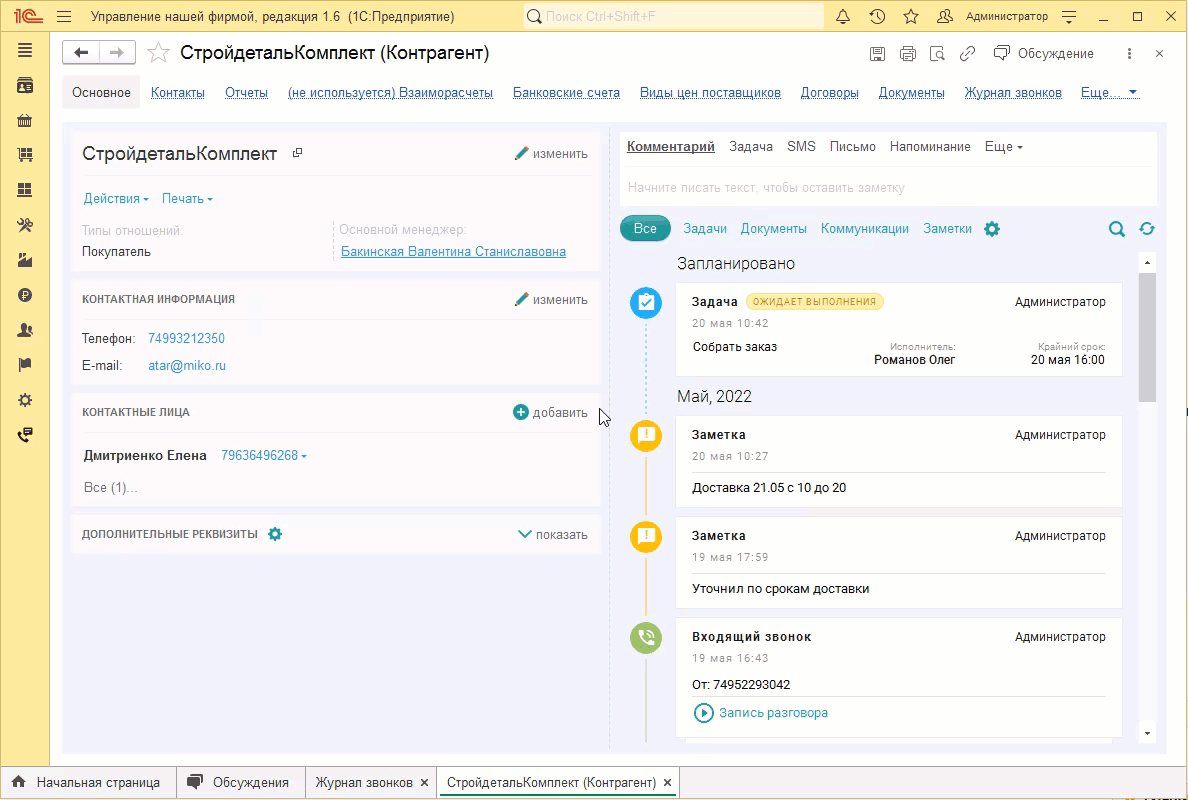 1С Управление нашей фирмой, редакция 1.6 (1С:Предприятие) Поиск Ctrl+Shift+F Администратор
СтройдетальКомплект (Контрагент) Обсуждение
Основное Контакты Отчеты (не используется) Взаиморасчеты Банковские счета Виды цен поставщиков Договоры Документы Журнал звонков Еще...
СтройдетальКомплект изменить
Действия Печать
Типы отношений: Основной менеджер:
Покупатель Бакинская Валентина Станиславовна
КОНТАКТНАЯ ИНФОРМАЦИЯ изменить
Телефон: 74993212350
E-mail: atar@miko.ru
КОНТАКТНЫЕ ЛИЦА добавить
Дмитриенко Елена 79636496268
Все (1)...
ДОПОЛНИТЕЛЬНЫЕ РЕКВИЗИТЫ показать
Комментарий Задача SMS Письмо Напоминание Еще
Начните писать текст. чтобы оставить заметку
Все Задачи Документы Коммуникации Заметки
Запланировано
Задача ОЖИДАЕТ ВЫПОЛНЕНИЯ Администратор
20 мая 10:42
Собрать заказ Исполнитель: Крайний срок:
Романов Олег 20 мая 16:00
Май, 2022
Заметка Администратор
20 мая 10:27
Доставка 21.05 с 10 до 20
Заметка Администратор
19 мая 17:59
Уточнил по срокам доставки
Входящий звонок Администратор
19 мая 16:43
От: 74952293042
Запись разговора
Начальная страница Обсуждения Журнал звонков СтройдетальКомплект (Контрагент)